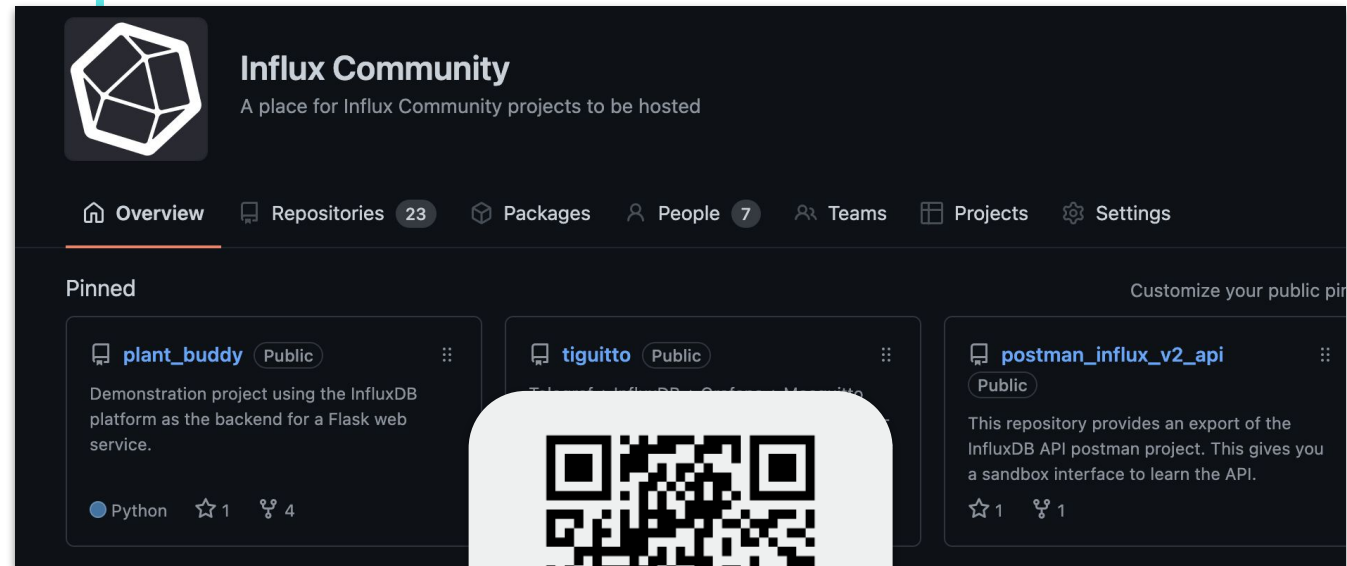 Influx Community
A place for Influx Community projects to be hosted
Overview Repositories 23 Packages People 7 Teams Projects Settings
Pinned
Customize your public
plant_buddy Public
Demonstration project using the InfluxDB
platform as the backend for a Flask web
service.
Python 1 4
tiguitto Public
postman_influx_v2_api
Public
This repository provides an export of the
InfluxDB API postman project. This gives you
a sandbox interface to learn the API.
1 1